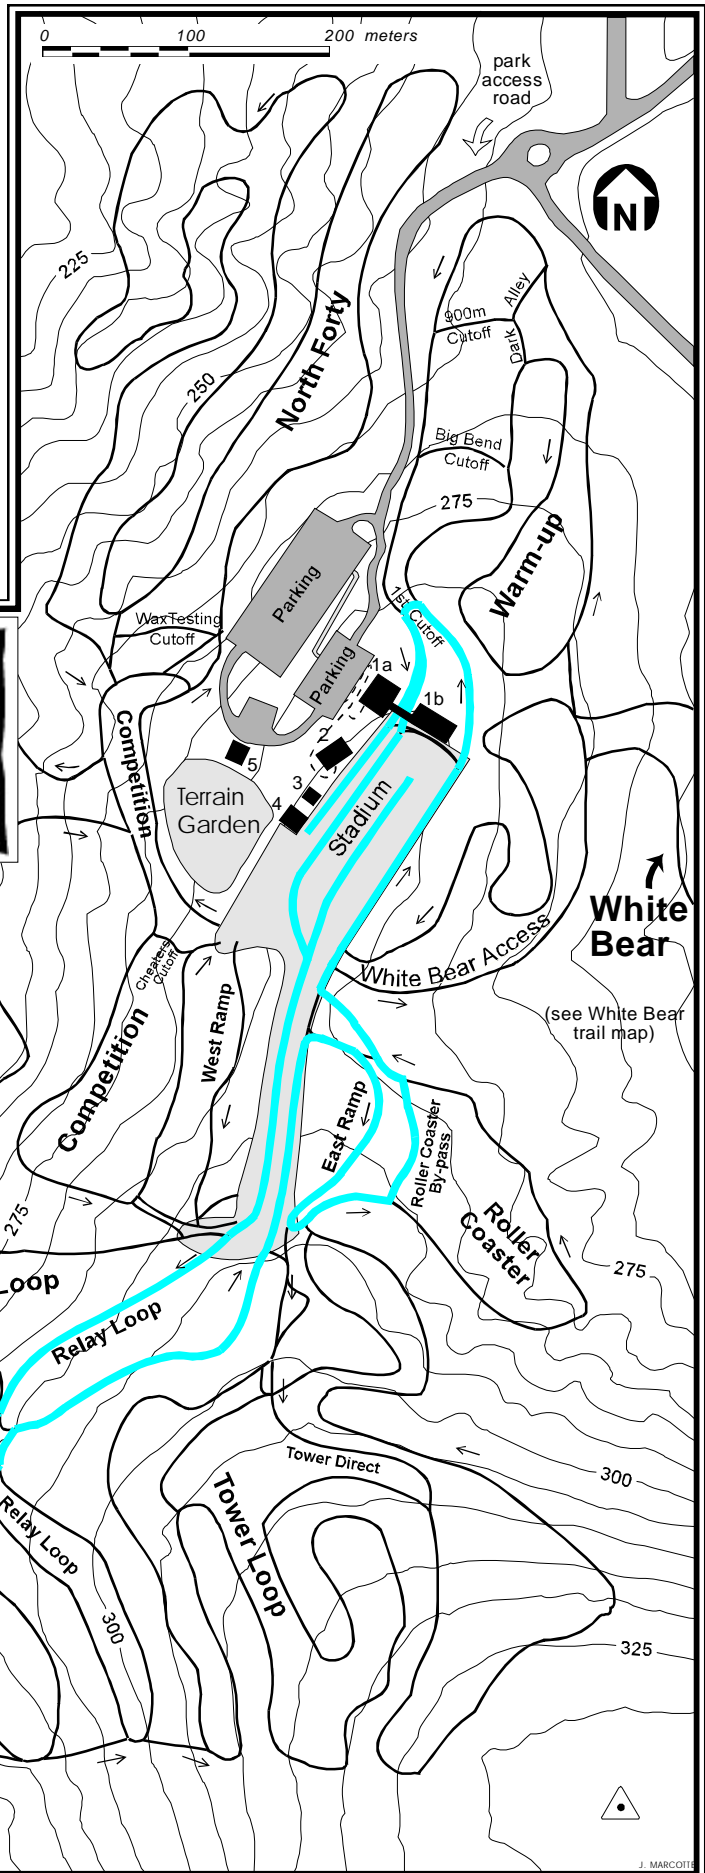 0 100 200 meters
park
access
road
N
225
Alley
900m
Cutoff
Dark
North Forty
250
Big Bend
Cutoff
275
Warm-up
Parking
1st Cutoff
WaxTesting
Cutoff
Parking
1a
1b
Competition
2
5
3
4
Terrain
Garden
Stadium
White
Bear
White Bear Access
Cheaters
Cutoff
(see White Bear
trail map)
West Ramp
Competition
East Ramp
Roller Coaster
By-pass
Roller
Coaster
275
275
Loop
Relay Loop
Tower Direct
300
Tower Loop
Relay Loop
300
325
J. MARCOTTE